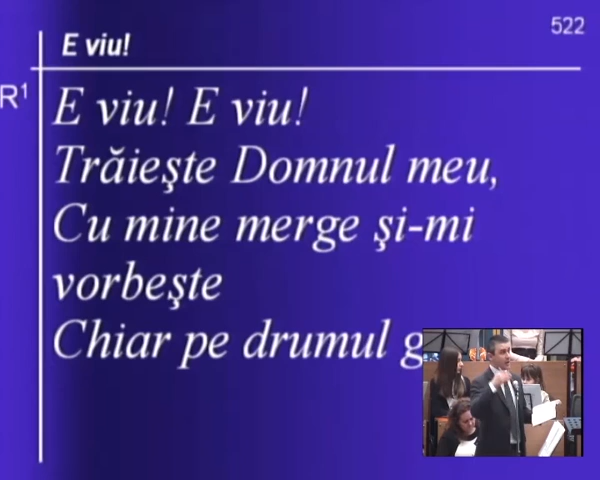 522
E viu!
R1
E viu! E viu!
Trăieşte Domnul meu,
Cu mine merge şi-mi
vorbeşte
Chiar pe drumul